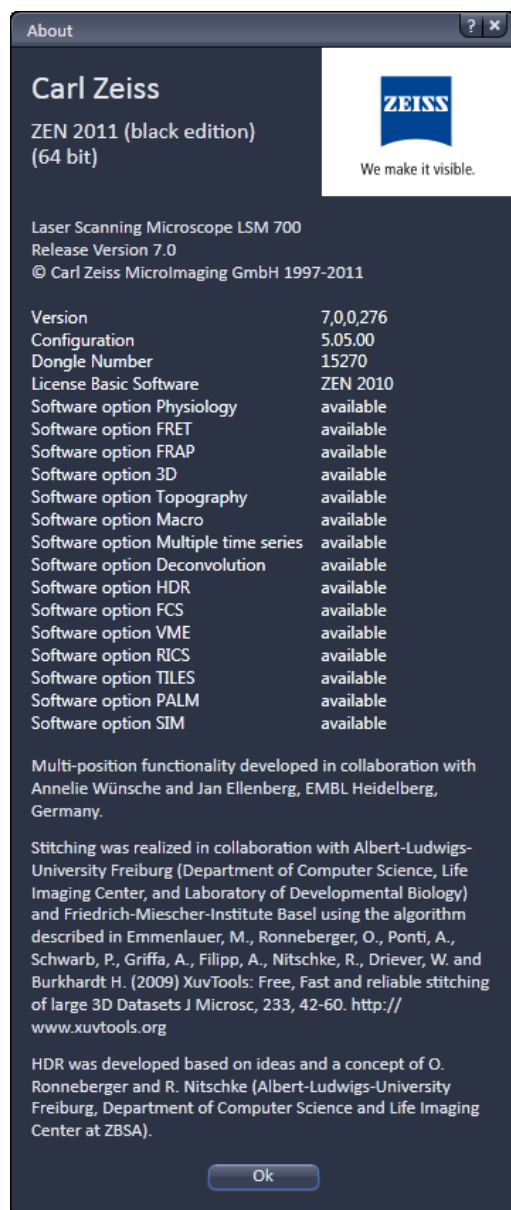 About
? ×
Carl Zeiss
ZEN 2011 (black edition)
(64 bit)
ZEISS
We make it visible.
Laser Scanning Microscope LSM 700
Release Version 7.0
© Carl Zeiss MicroImaging GmbH 1997-2011
Version 7,0,0,276
Configuration 5.05.00
Dongle Number 15270
License Basic Software ZEN 2010
Software option Physiology available
Software option FRET available
Software option FRAP available
Software option 3D available
Software option Topography available
Software option Macro available
Software option Multiple time series available
Software option Deconvolution available
Software option HDR available
Software option FCS available
Software option VME available
Software option RICS available
Software option TILES available
Software option PALM available
Software option SIM available
Multi-position functionality developed in collaboration with
Annelie Wünsche and Jan Ellenberg, EMBL Heidelberg,
Germany.
Stitching was realized in collaboration with Albert-Ludwigs-
University Freiburg (Department of Computer Science, Life
Imaging Center, and Laboratory of Developmental Biology)
and Friedrich-Miescher-Institute Basel using the algorithm
described in Emmenlauer, M., Ronneberger, O., Ponti, A.,
Schwarb, P., Griffa, A., Filipp, A., Nitschke, R., Driever, W. and
Burkhardt H. (2009) XuvTools: Free, Fast and reliable stitching
of large 3D Datasets J Microsc, 233, 42-60. http://
www.xuvtools.org
HDR was developed based on ideas and a concept of O.
Ronneberger and R. Nitschke (Albert-Ludwigs-University
Freiburg, Department of Computer Science and Life Imaging
Center at ZBSA).
Ok